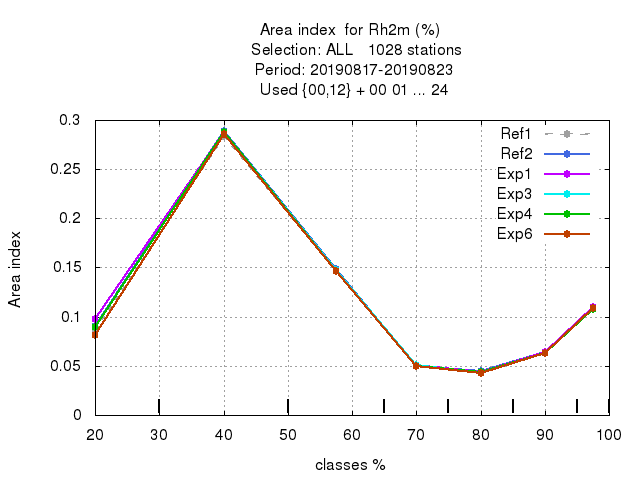 Area index  for Rh2m (%)
Selection: ALL   1028 stations
Period: 20190817-20190823
Used {00,12} + 00 01 ... 24
0.3
0.25
0.2
0.15
0.1
0.05
0
Area index
Ref1
Ref2
Exp1
Exp3
Exp4
Exp6
20 30 40 50 60 70 80 90 100
classes %